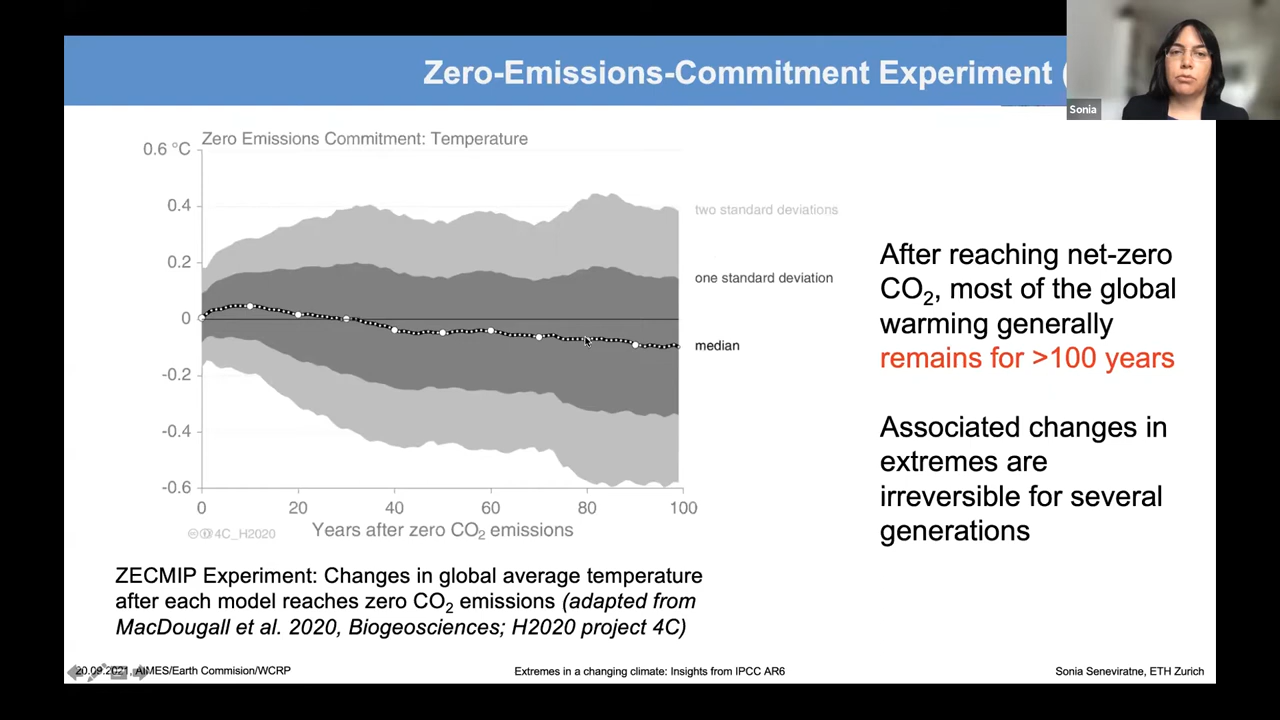 Zero-Emissions-Commitment Experiment (
Sonia
Zero Emissions Commitment: Temperature
0.6 °C
0.4
0.2
0
-0.2
-0.4
-0.6
0 20 40 60 80 100
Years after zero CO₂ emissions
two standard deviations
one standard deviation
median
4C_H2020
After reaching net-zero
CO₂, most of the global
warming generally
remains for >100 years
Associated changes in
extremes are
irreversible for several
generations
ZECMIP Experiment: Changes in global average temperature
after each model reaches zero CO₂ emissions (adapted from
MacDougall et al. 2020, Biogeosciences; H2020 project 4C)
20.09.2021, AIMES/Earth Commision/WCRP
Extremes in a changing climate: Insights from IPCC AR6
Sonia Seneviratne, ETH Zurich